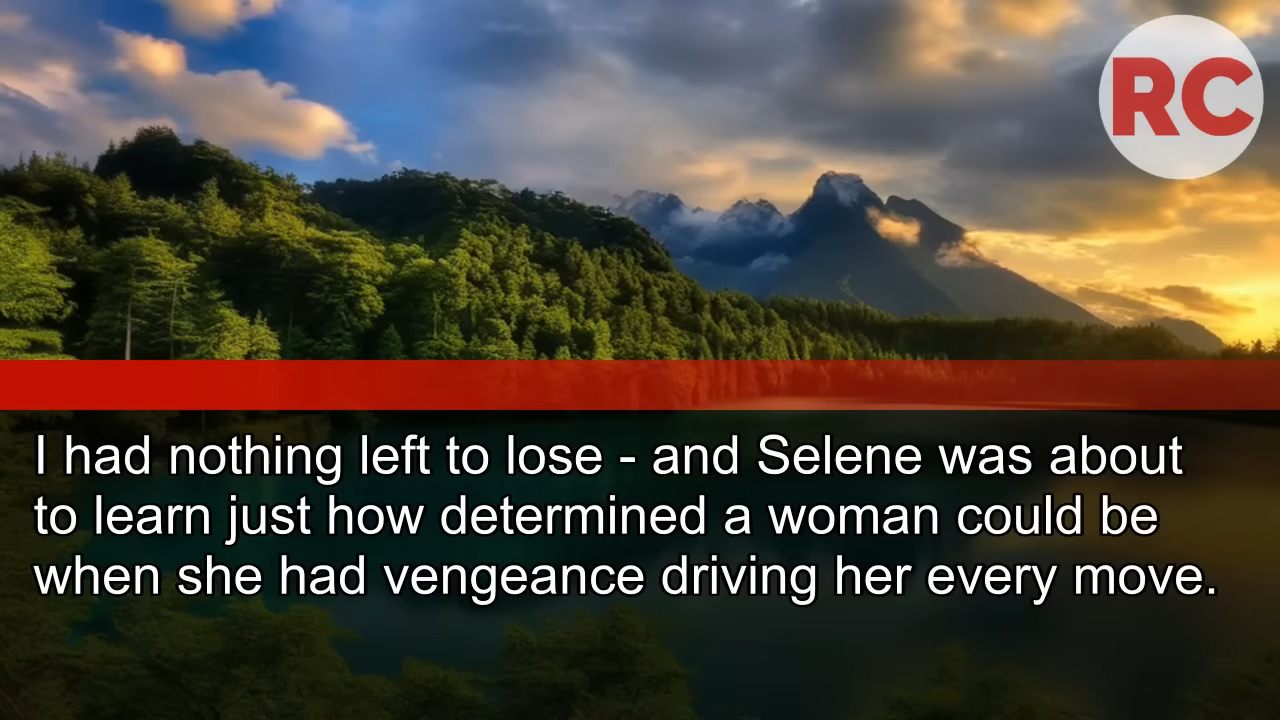 RC
I had nothing left to lose - and Selene was about
to learn just how determined a woman could be
when she had vengeance driving her every move.